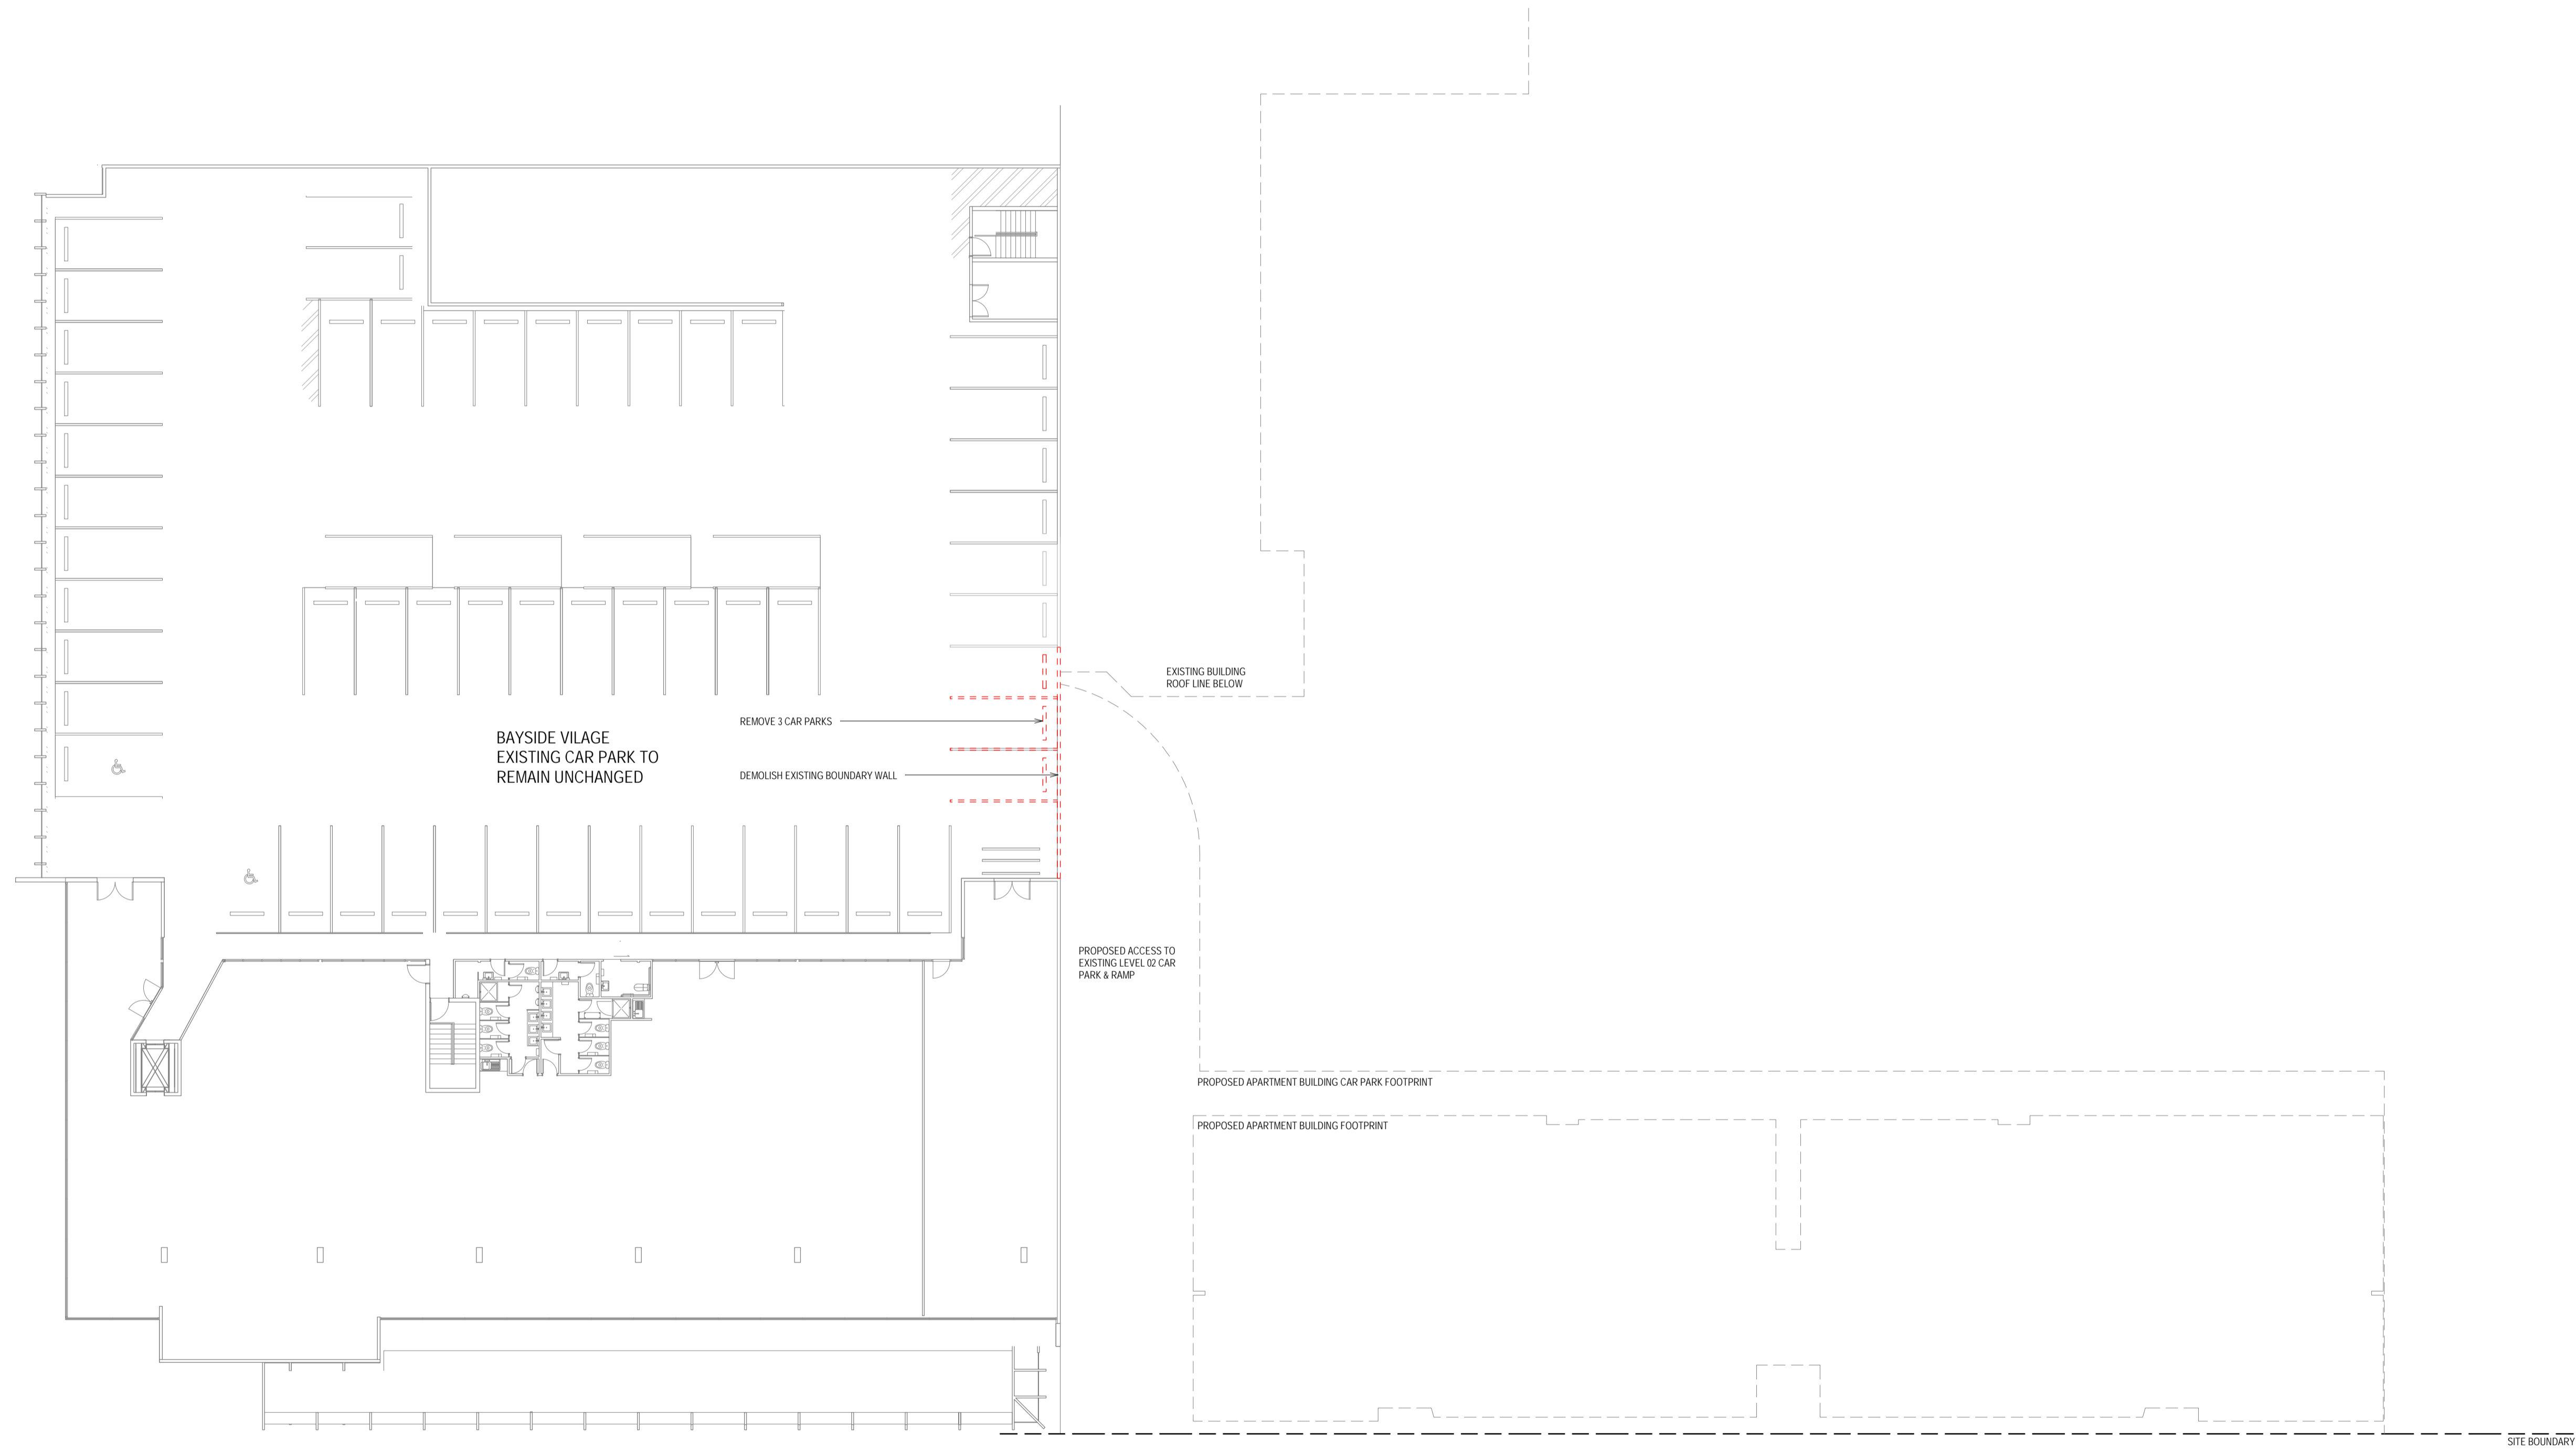 EXISTING BUILDING
ROOF LINE BELOW
REMOVE 3 CAR PARKS
BAYSIDE VILAGE
EXISTING CAR PARK TO
REMAIN UNCHANGED
DEMOLISH EXISTING BOUNDARY WALL
PROPOSED ACCESS TO
EXISTING LEVEL 02 CAR
PARK & RAMP
PROPOSED APARTMENT BUILDING CAR PARK FOOTPRINT
PROPOSED APARTMENT BUILDING FOOTPRINT
SITE BOUNDARY